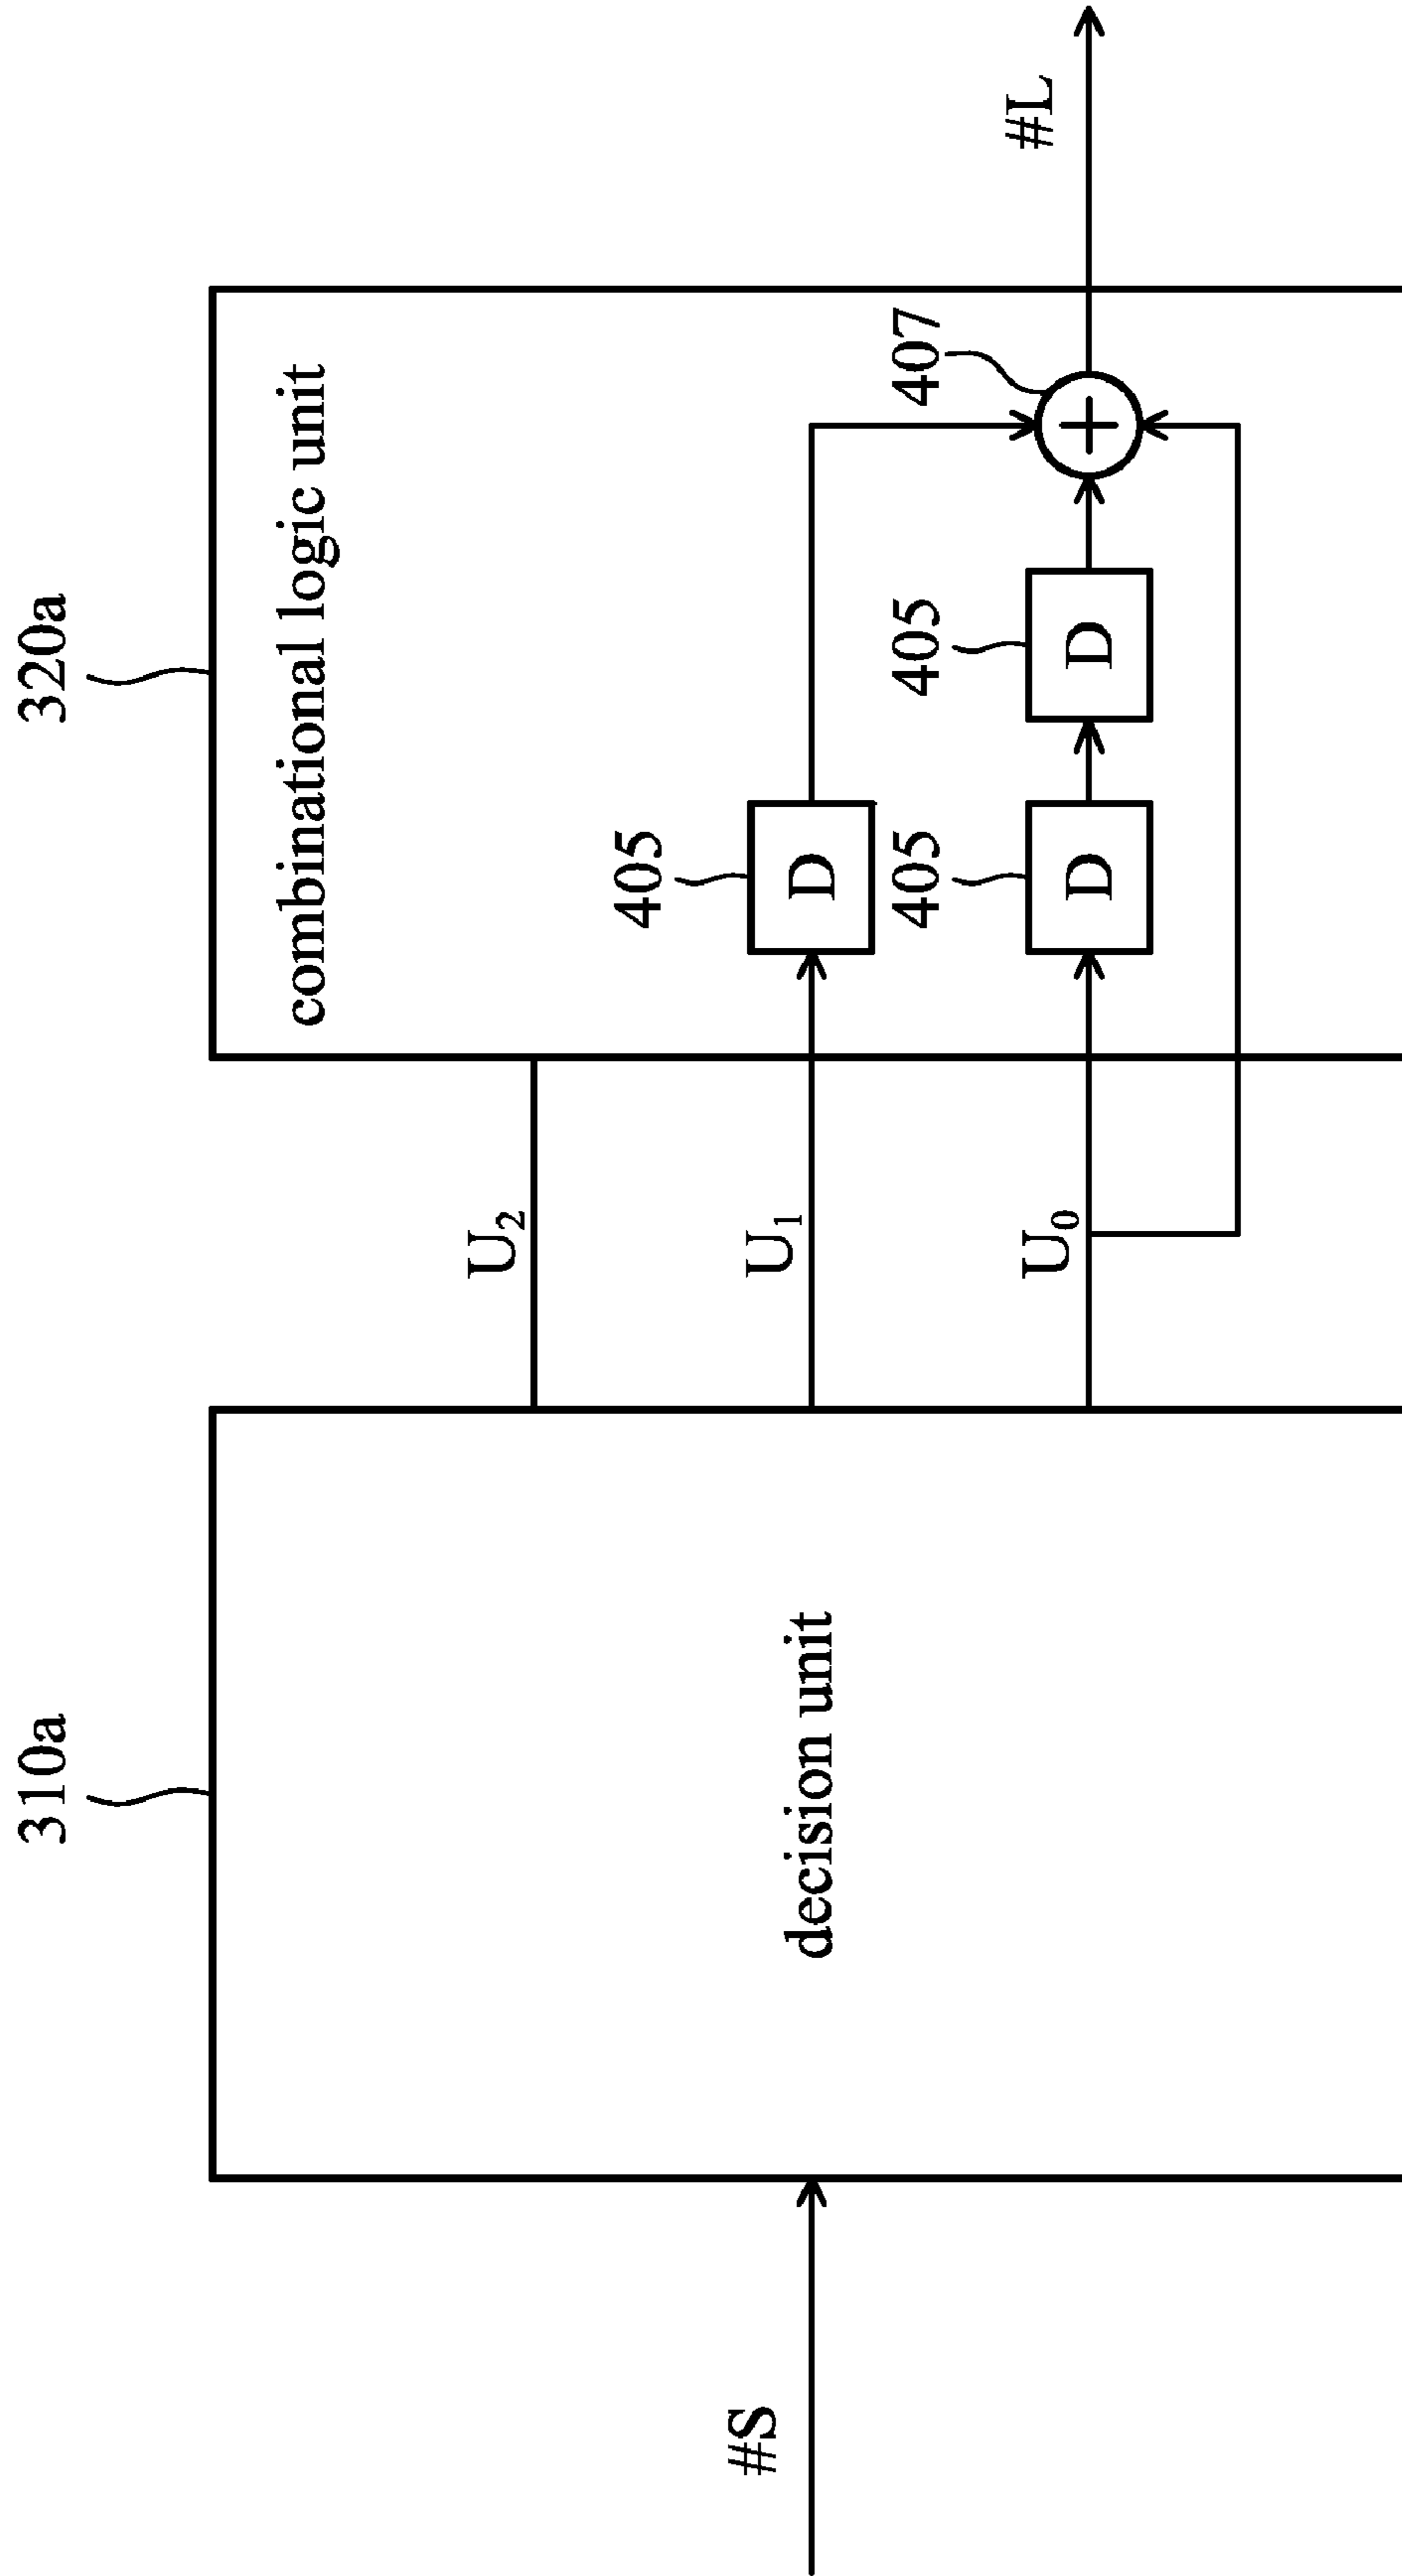 310a
320a
combinational logic unit
U₂
405
D
U₁
#S
decision unit
405
405
407
D
D
U₀
#L